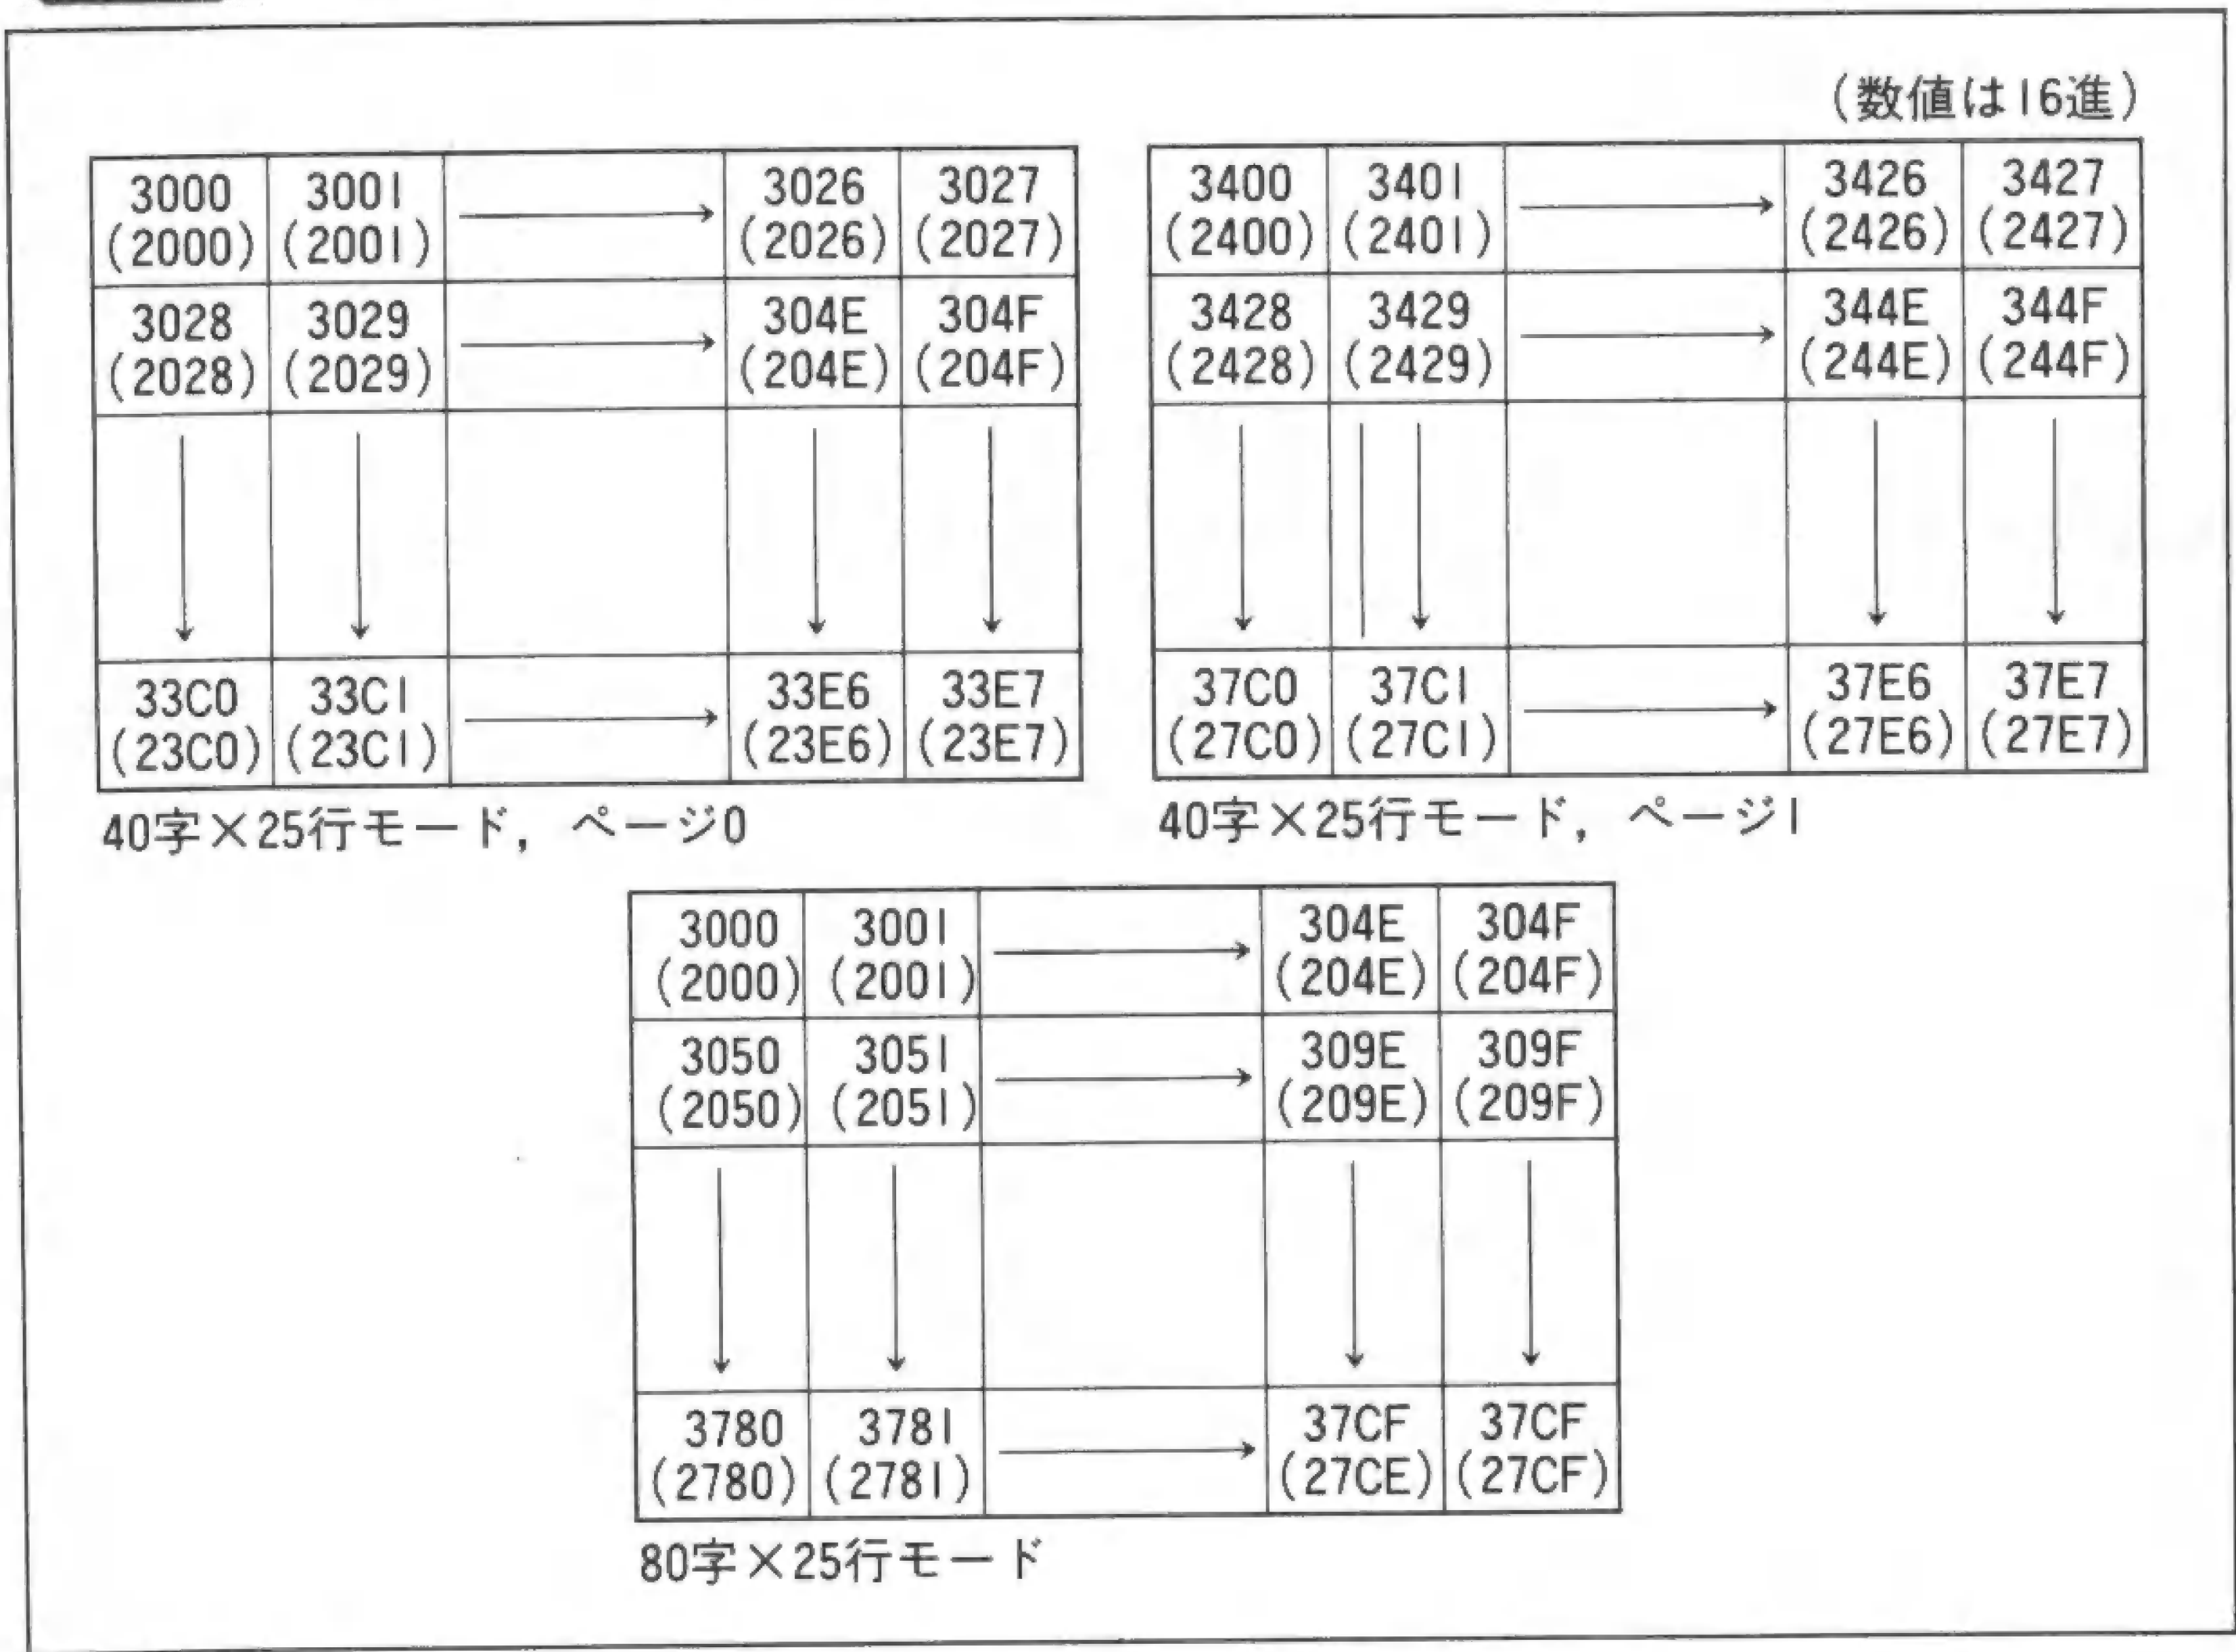 (数値は16進)
3000 3001 3026 3027
(2000) (2001) (2026) (2027)
3028 3029 304E 304F
(2028) (2029) (204E) (204F)
33C0 33C1 33E6 33E7
(23C0) (23C1) (23E6) (23E7)
40字×25行モード, ページ0
3400 3401 3426 3427
(2400) (2401) (2426) (2427)
3428 3429 344E 344F
(2428) (2429) (244E) (244F)
37C0 37C1 37E6 37E7
(27C0) (27C1) (27E6) (27E7)
40字×25行モード, ページ1
3000 3001 304E 304F
(2000) (2001) (204E) (204F)
3050 3051 309E 309F
(2050) (2051) (209E) (209F)
3780 3781 37CF 37CF
(2780) (2781) (27CE) (27CF)
80字×25行モード